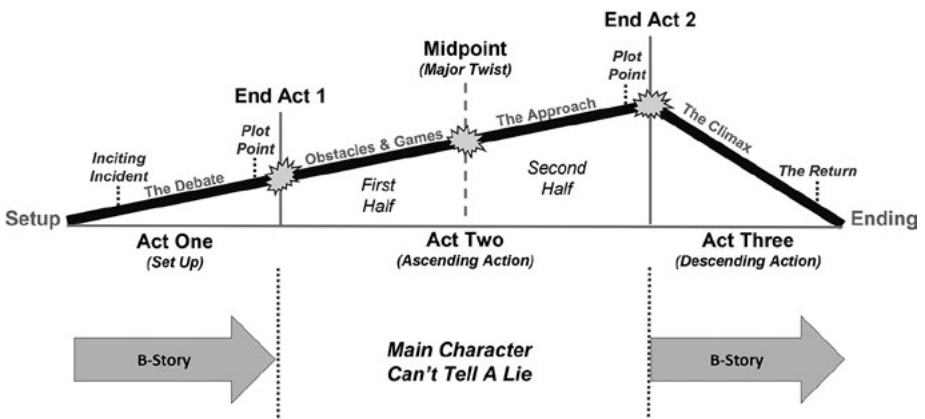 End Act 2
Midpoint
(Major Twist)
Plot
Point
End Act 1
The Approach
The Climax
Plot
Point
Obstacles & Games
Inciting
Incident
The Debate
First
Half
Second
Half
The Return
Setup
Ending
Act One
(Set Up)
Act Two
(Ascending Action)
Act Three
(Descending Action)
B-Story
Main Character
Can't Tell A Lie
B-Story